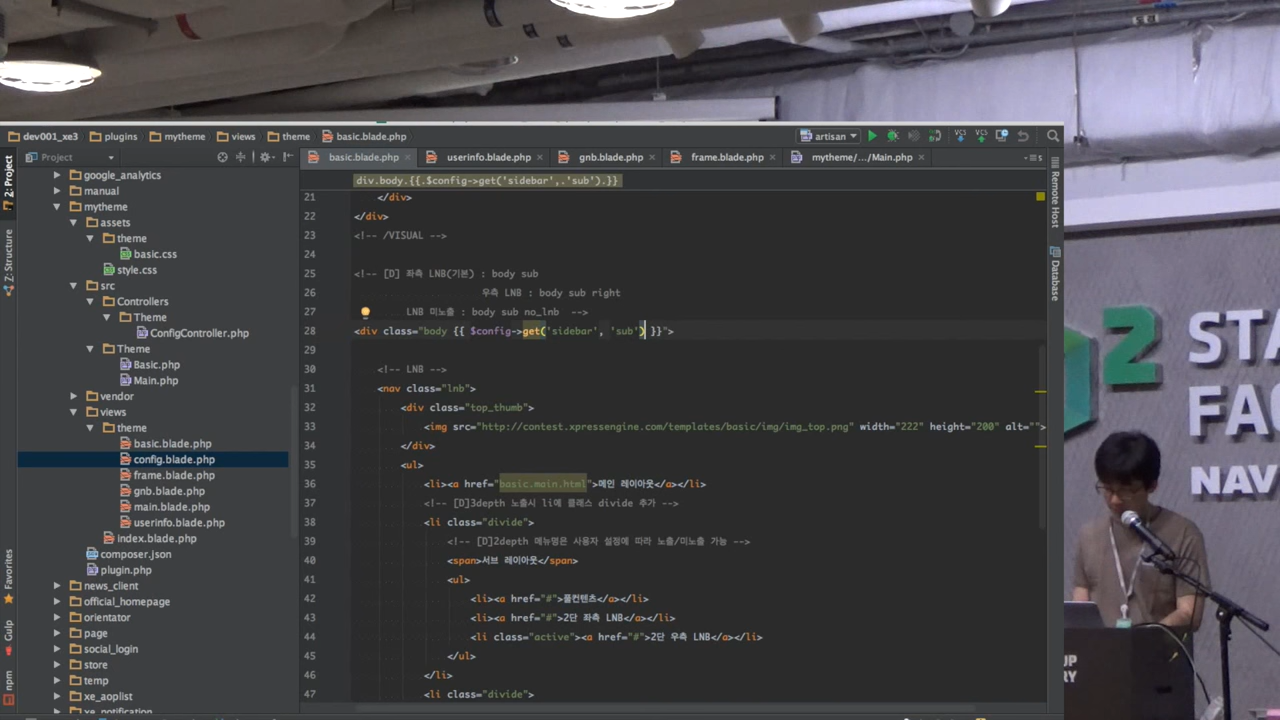 dev001_xe3 plugins mytheme views theme basic.blade.php
artisan
Project
basic.blade.php userinfo.blade.php gnb.blade.php frame.blade.php mytheme/.../Main.php
div.body.{{.$config->get('sidebar',.'sub').}}
2: Project
Z: Structure
Favorites
Gulp
npm
google_analytics
manual
mytheme
assets
theme
basic.css
style.css
src
Controllers
Theme
ConfigController.php
Theme
Basic.php
Main.php
vendor
views
theme
basic.blade.php
config.blade.php
frame.blade.php
gnb.blade.php
main.blade.php
userinfo.blade.php
index.blade.php
composer.json
plugin.php
news_client
official_homepage
orientator
page
social_login
store
temp
xe_aoplist
xe_notification
21 </div>
22 </div>
23 <!-- /VISUAL -->
24
25 <!-- [D] 좌측 LNB(기본) : body sub
26 우측 LNB : body sub right
27 LNB 미노출 : body sub no_lnb -->
28 <div class="body {{ $config->get('sidebar', 'sub') }}">
29
30 <!-- LNB -->
31 <nav class="lnb">
32 <div class="top_thumb">
33 <img src="http://contest.xpressengine.com/templates/basic/img/img_top.png" width="222" height="200" alt="">
34 </div>
35 <ul>
36 <li><a href="basic.main.html">메인 레이아웃</a></li>
37 <!-- [D]3depth 노출시 li에 클래스 divide 추가 -->
38 <li class="divide">
39 <!-- [D]2depth 메뉴명은 사용자 설정에 따라 노출/미노출 가능 -->
40 <span>서브 레이아웃</span>
41 <ul>
42 <li><a href="#">풀컨텐츠</a></li>
43 <li><a href="#">2단 좌측 LNB</a></li>
44 <li class="active"><a href="#">2단 우측 LNB</a></li>
45 </ul>
46 </li>
47 <li class="divide">
Remote Host
Database
2
STA
FAC
NAV
UP
RY